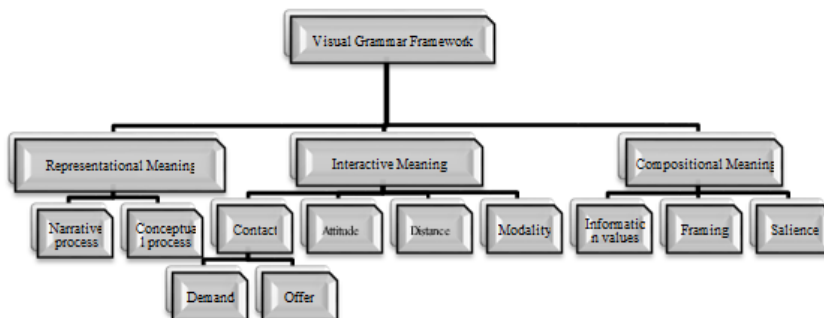 Visual Grammar Framework
Representational Meaning
Interactive Meaning
Compositional Meaning
Narrative
process
Conceptua
l process
Contact
Attitude
Distance
Modality
Informatio
n values
Framing
Salience
Demand
Offer